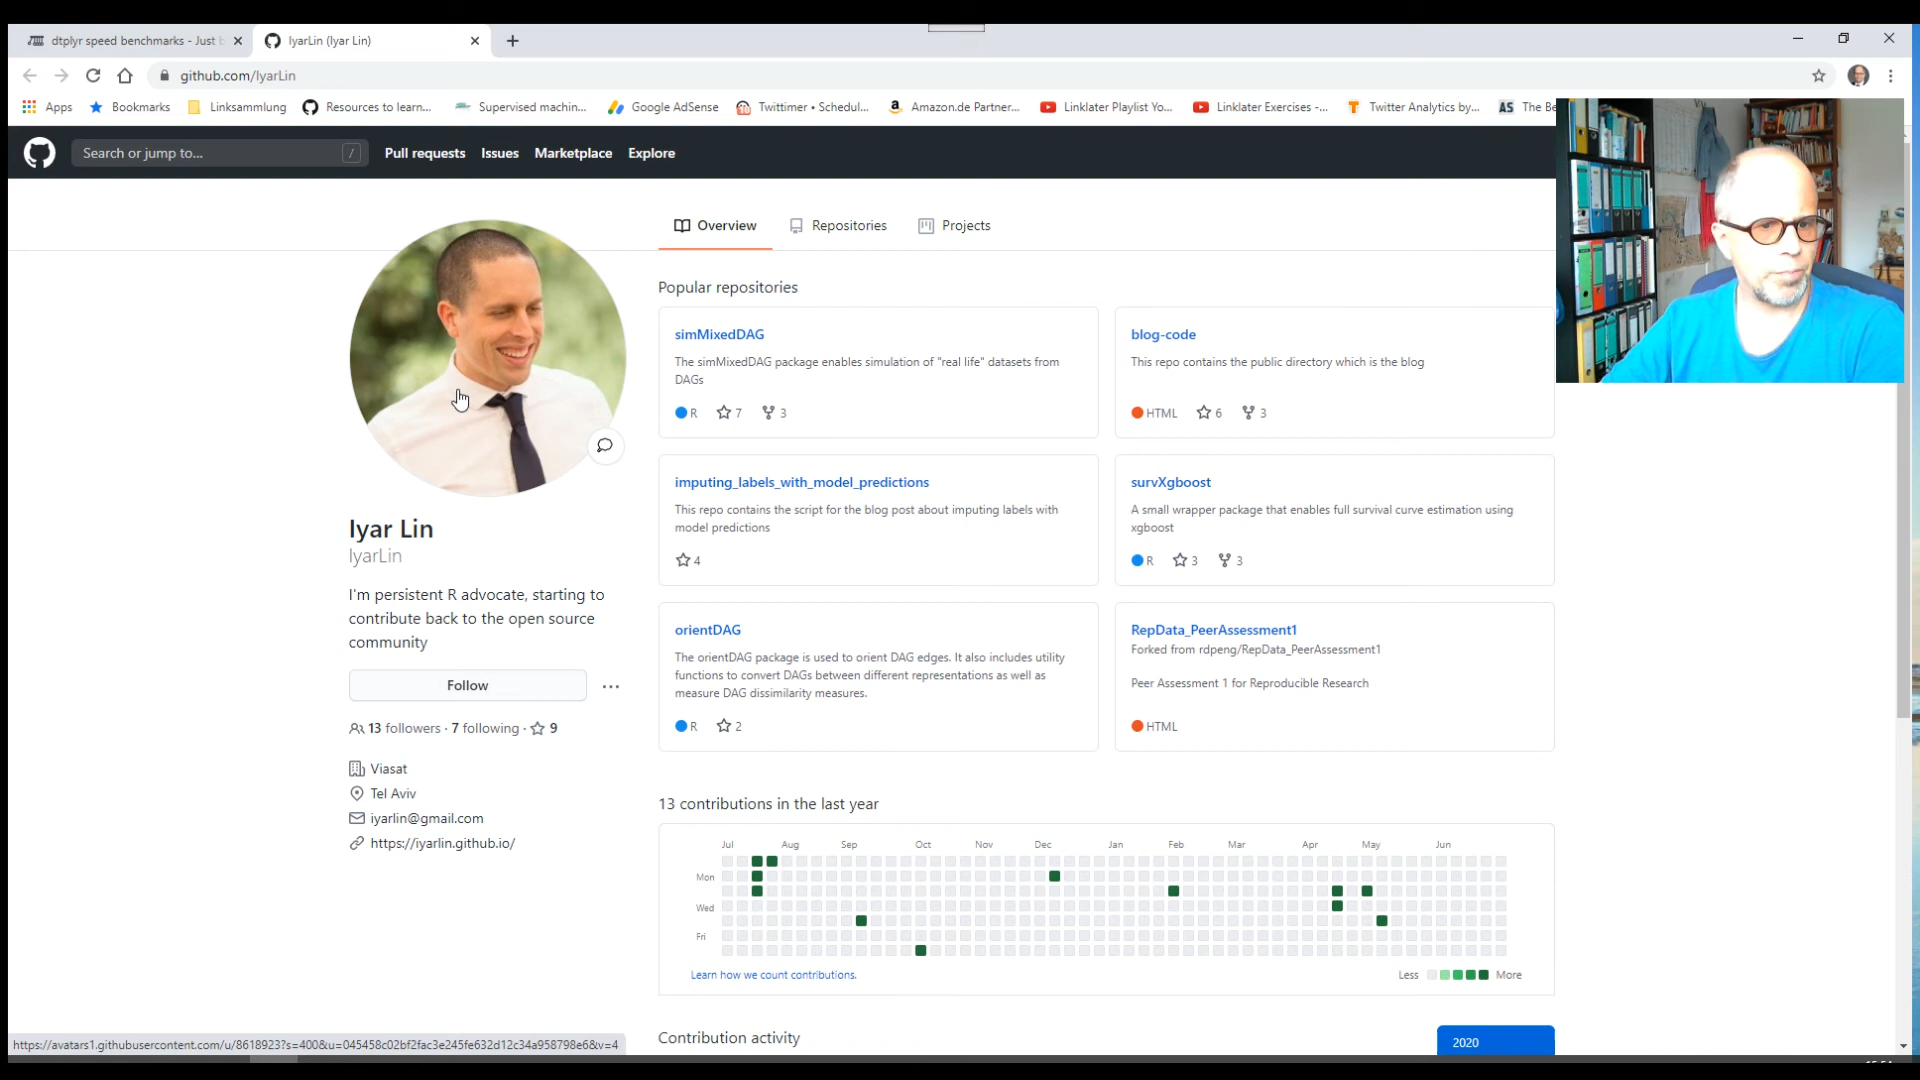 dtplyr speed benchmarks - Just
IyarLin (Iyar Lin)
github.com/IyarLin
Apps
Bookmarks
Linksammlung
Resources to learn...
Supervised machin...
Google AdSense
Twittimer • Schedul...
Amazon.de Partner...
Linklater Playlist Yo...
Linklater Exercises -...
Twitter Analytics by...
AS The Be
Search or jump to... /
Pull requests
Issues
Marketplace
Explore
Overview
Repositories
Projects
Iyar Lin
IyarLin
I'm persistent R advocate, starting to
contribute back to the open source
community
Follow
13 followers · 7 following · 9
Viasat
Tel Aviv
iyarlin@gmail.com
https://iyarlin.github.io/
Popular repositories
simMixedDAG
The simMixedDAG package enables simulation of "real life" datasets from
DAGs
R 7 3
blog-code
This repo contains the public directory which is the blog
HTML 6 3
imputing_labels_with_model_predictions
This repo contains the script for the blog post about imputing labels with
model predictions
4
survXgboost
A small wrapper package that enables full survival curve estimation using
xgboost
R 3 3
orientDAG
The orientDAG package is used to orient DAG edges. It also includes utility
functions to convert DAGs between different representations as well as
measure DAG dissimilarity measures.
R 2
RepData_PeerAssessment1
Forked from rdpeng/RepData_PeerAssessment1
Peer Assessment 1 for Reproducible Research
HTML
13 contributions in the last year
Jul Aug Sep Oct Nov Dec Jan Feb Mar Apr May Jun
Mon
Wed
Fri
Learn how we count contributions.
Less More
Contribution activity
2020
https://avatars1.githubusercontent.com/u/8618923?s=400&u=045458c02bf2fac3e245fe632d12c34a958798e6&v=4